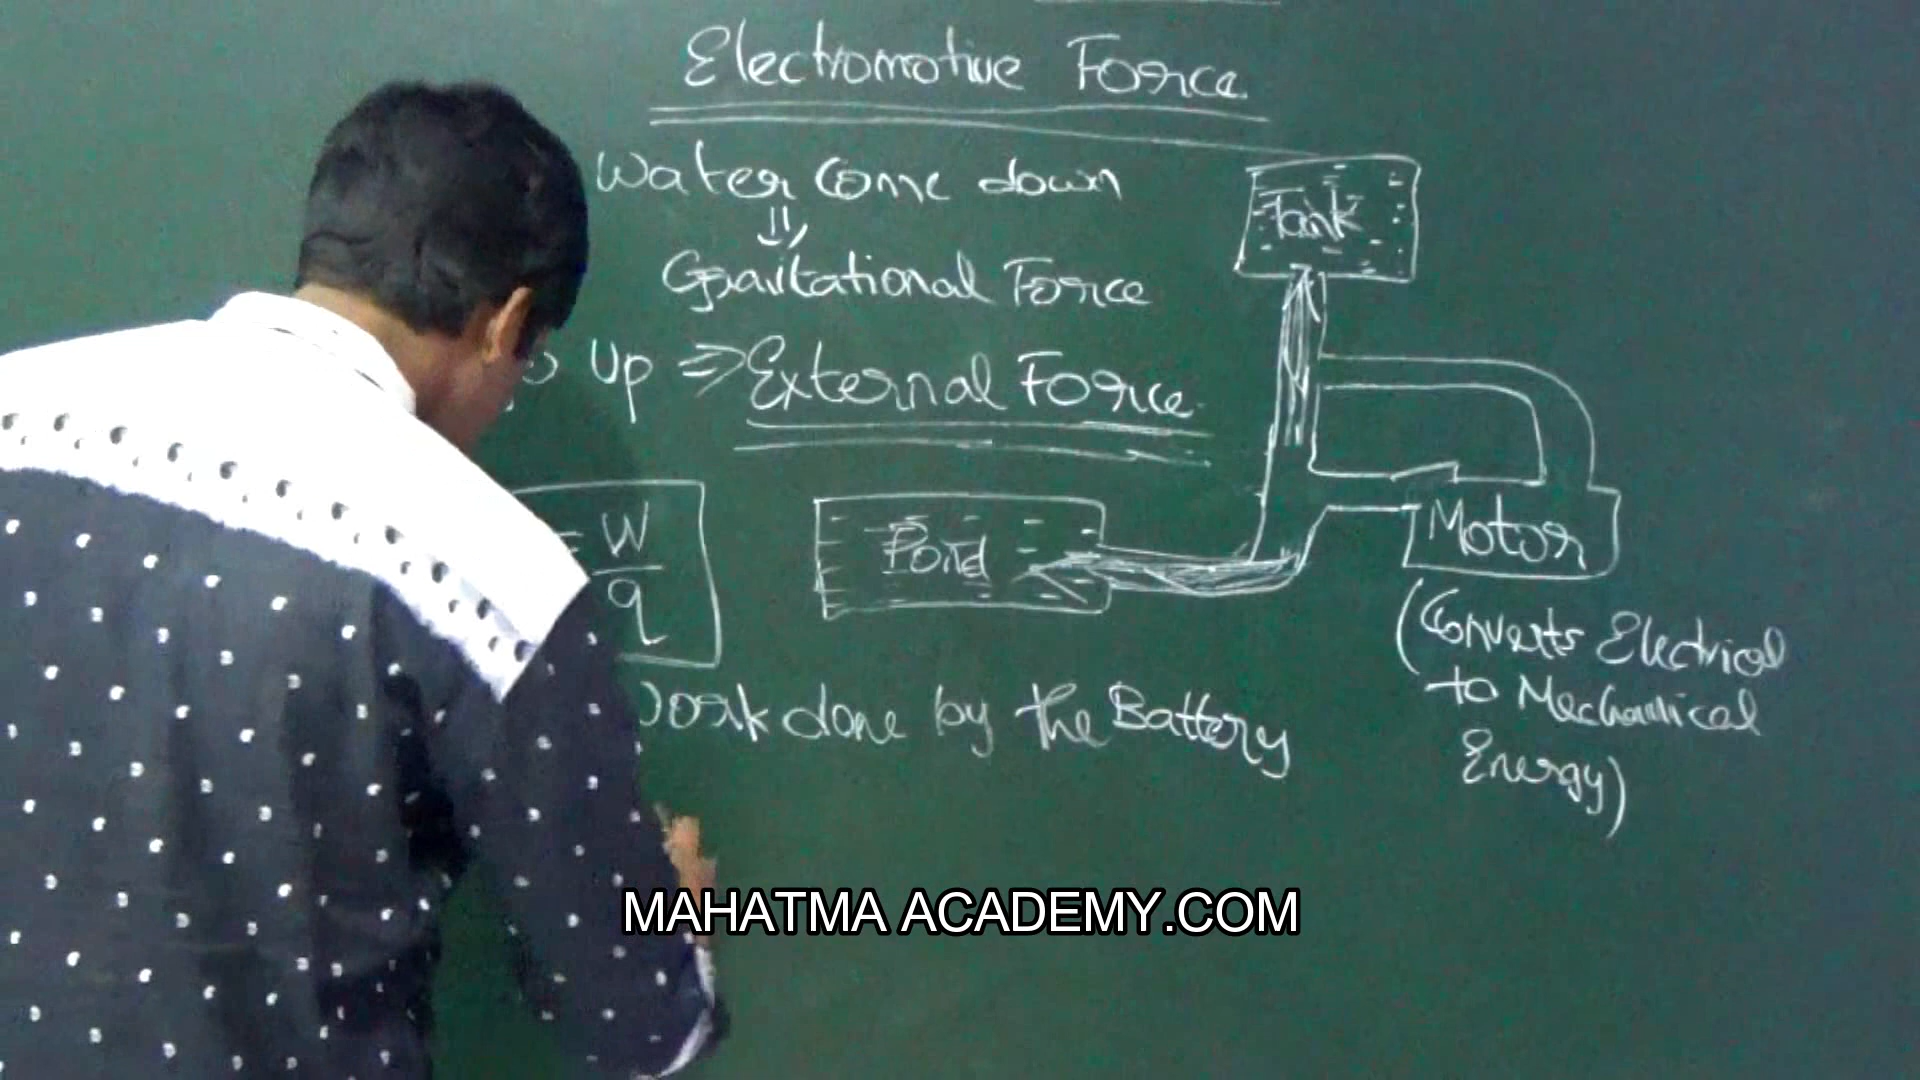 Electromotive Force
Water Come down
Gravitational Force
Up ⇒ External Force
Tank
= W
q
Pond
Motor
(Converts Electrical
to Mechanical
Energy)
Work done by the Battery
MAHATMA ACADEMY.COM